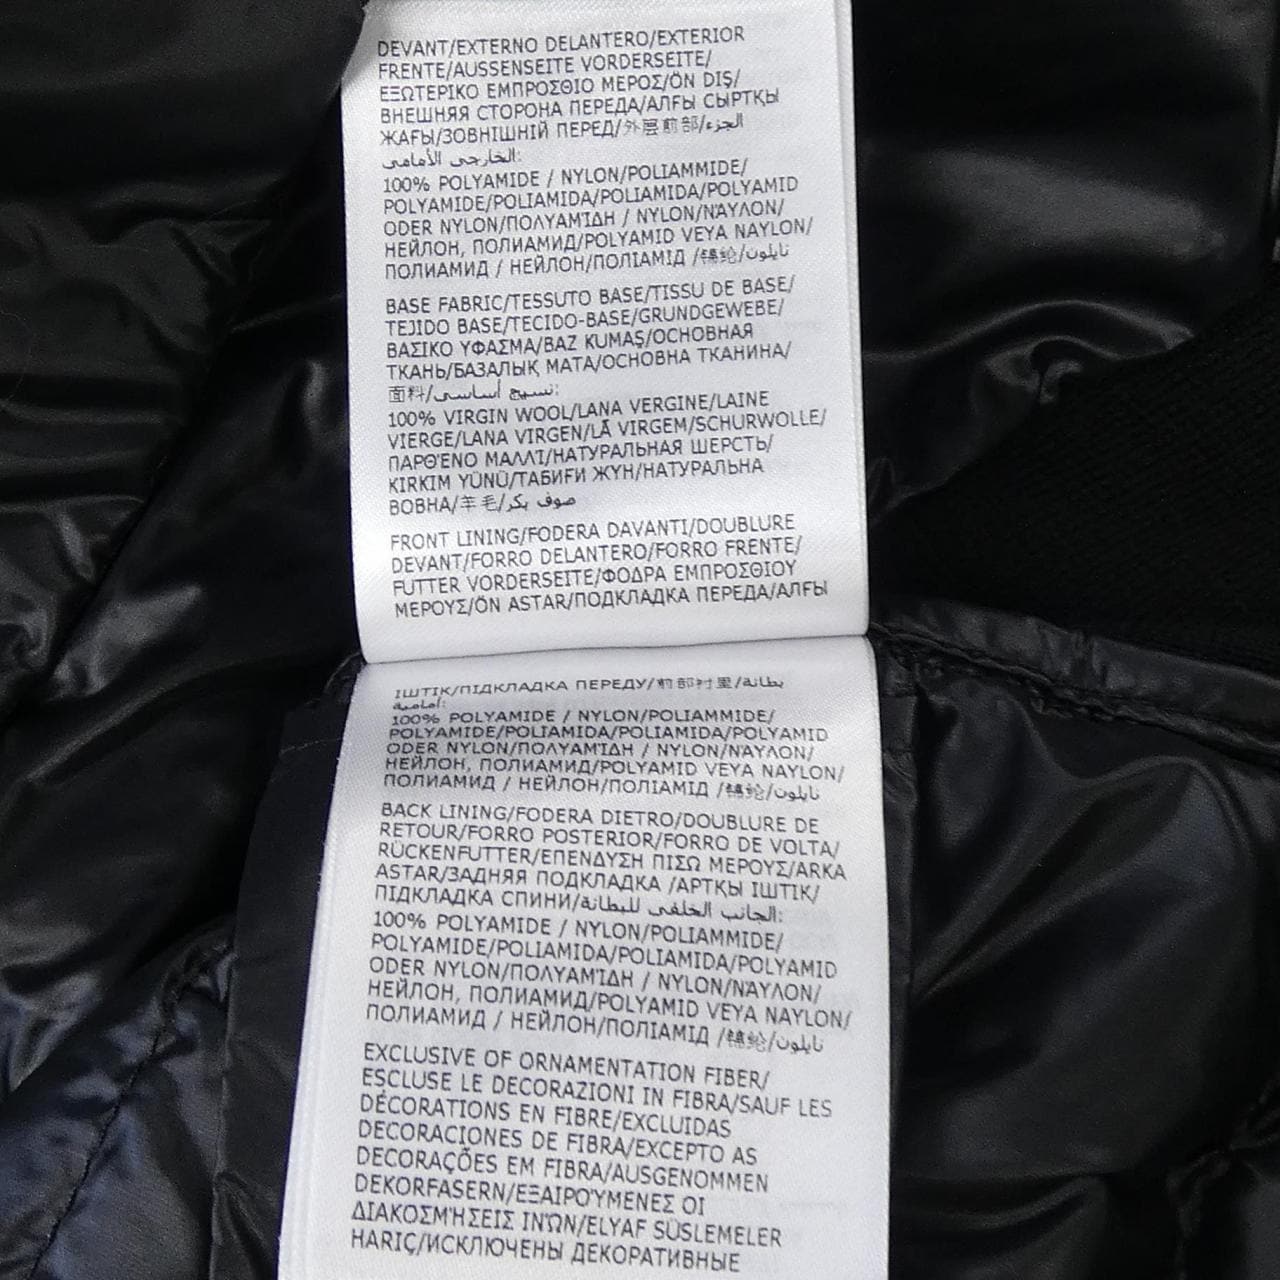 DEVANT/EXTERNO DELANTERO/EXTERIOR
FRENTE/AUSSENSEITE VORDERSEITE/
ΕΞΩΤΕΡΙΚΟ ΕΜΠΡΟΣΘΙΟ ΜΕΡΟΣ/ÖN DIŞ/
ВНЕШНЯЯ СТОРОНА ПЕРЕДА/АЛҒЫ СЫРТҚЫ
ЖАҒЫ/ЗОВНІШНІЙ ПЕРЕД/外层前部/الجزء
الخارجي الأمامي:
100% POLYAMIDE / NYLON/POLIAMMIDE/
POLYAMIDE/POLIAMIDA/POLIAMIDA/POLYAMID
ODER NYLON/ΠΟΛΥΑΜΊΔΗ / NYLON/ΝΆΥΛΟΝ/
НЕЙЛОН, ПОЛИАМИД/POLYAMID VEYA NAYLON/
ПОЛИАМИД / НЕЙЛОН/ПОЛІАМІД /锦纶/نايلون
BASE FABRIC/TESSUTO BASE/TISSU DE BASE/
TEJIDO BASE/TECIDO-BASE/GRUNDGEWEBE/
ΒΑΣΙΚΟ ΥΦΑΣΜΑ/BAZ KUMAŞ/ОСНОВНАЯ
ТКАНЬ/БАЗАЛЫҚ МАТА/ОСНОВНА ТКАНИНА/
面料/نسيج أساسي:
100% VIRGIN WOOL/LANA VERGINE/LAINE
VIERGE/LANA VIRGEN/LÃ VIRGEM/SCHURWOLLE/
ΠΑΡΘΈΝΟ ΜΑΛΛΊ/НАТУРАЛЬНАЯ ШЕРСТЬ/
KIRKIM YÜNÜ/ТАБИҒИ ЖҮН/НАТУРАЛЬНА
ВОВНА/羊毛/صوف بكر
FRONT LINING/FODERA DAVANTI/DOUBLURE
DEVANT/FORRO DELANTERO/FORRO FRENTE/
FUTTER VORDERSEITE/ΦΟΔΡΑ ΕΜΠΡΟΣΘΙΟΥ
ΜΕΡΟΥΣ/ÖN ASTAR/ПОДКЛАДКА ПЕРЕДА/АЛҒЫ
ІШТІК/ПІДКЛАДКА ПЕРЕДУ/前部衬里/بطانة
أمامية:
100% POLYAMIDE / NYLON/POLIAMMIDE/
POLYAMIDE/POLIAMIDA/POLIAMIDA/POLYAMID
ODER NYLON/ΠΟΛΥΑΜΊΔΗ / NYLON/ΝΆΥΛΟΝ/
НЕЙЛОН, ПОЛИАМИД/POLYAMID VEYA NAYLON/
ПОЛИАМИД / НЕЙЛОН/ПОЛІАМІД /锦纶/نايلون
BACK LINING/FODERA DIETRO/DOUBLURE DE
RETOUR/FORRO POSTERIOR/FORRO DE VOLTA/
RÜCKENFUTTER/ΕΠΕΝΔΥΣΗ ΠΙΣΩ ΜΕΡΟΥΣ/ARKA
ASTAR/ЗАДНЯЯ ПОДКЛАДКА /АРТҚЫ ІШТІК/
ПІДКЛАДКА СПИНИ/الجانب الخلفي للبطانة:
100% POLYAMIDE / NYLON/POLIAMMIDE/
POLYAMIDE/POLIAMIDA/POLIAMIDA/POLYAMID
ODER NYLON/ΠΟΛΥΑΜΊΔΗ / NYLON/ΝΆΥΛΟΝ/
НЕЙЛОН, ПОЛИАМИД/POLYAMID VEYA NAYLON/
ПОЛИАМИД / НЕЙЛОН/ПОЛІАМІД /锦纶/نايلون
EXCLUSIVE OF ORNAMENTATION FIBER/
ESCLUSE LE DECORAZIONI IN FIBRA/SAUF LES
DÉCORATIONS EN FIBRE/EXCLUIDAS
DECORACIONES DE FIBRA/EXCEPTO AS
DECORAÇÕES EM FIBRA/AUSGENOMMEN
DEKORFASERN/ΕΞΑΙΡΟΎΜΕΝΕΣ ΟΙ
ΔΙΑΚΟΣΜΉΣΕΙΣ ΙΝΏΝ/ELYAF SÜSLEMELER
HARIÇ/ИСКЛЮЧЕНЫ ДЕКОРАТИВНЫЕ